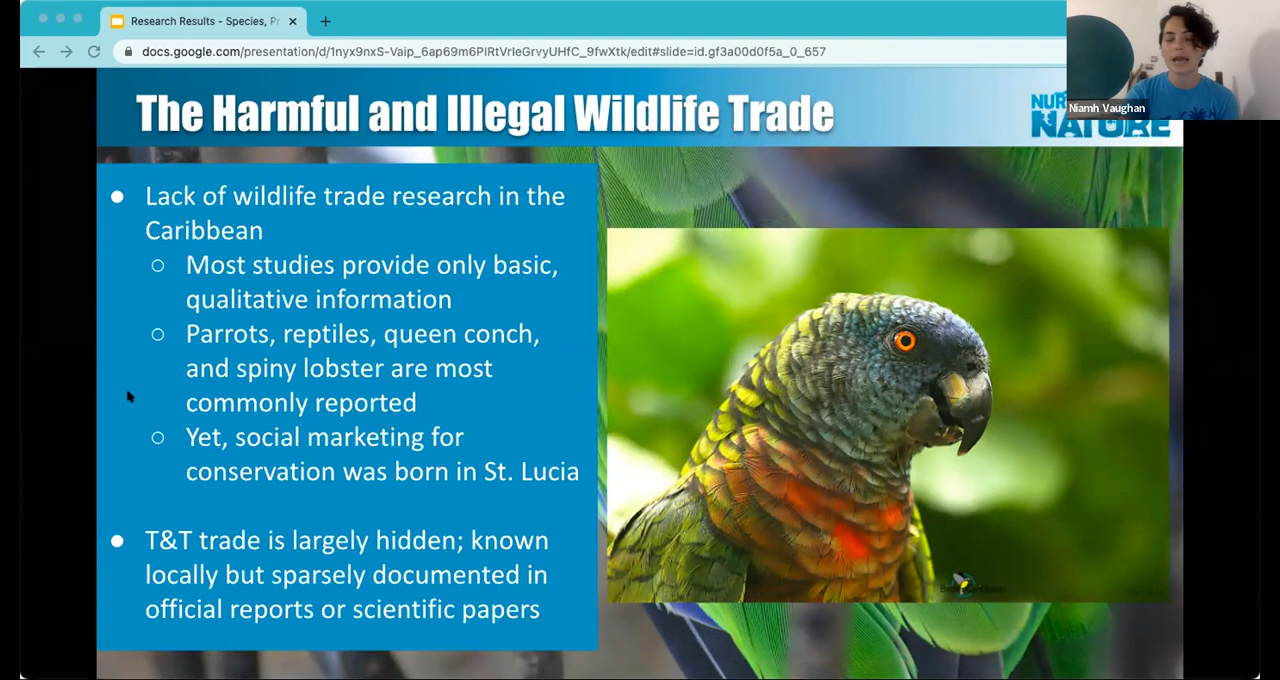 Research Results - Species, Pr
docs.google.com/presentation/d/1nyx9nxS-Vaip_6ap69m6PlRtVrIeGrvyUHfC_9fwXtk/edit#slide=id.gf3a00d0f5a_0_657
Niamh Vaughan
The Harmful and Illegal Wildlife Trade
NATURE
● Lack of wildlife trade research in the
Caribbean
○ Most studies provide only basic,
qualitative information
○ Parrots, reptiles, queen conch,
and spiny lobster are most
commonly reported
○ Yet, social marketing for
conservation was born in St. Lucia
● T&T trade is largely hidden; known
locally but sparsely documented in
official reports or scientific papers